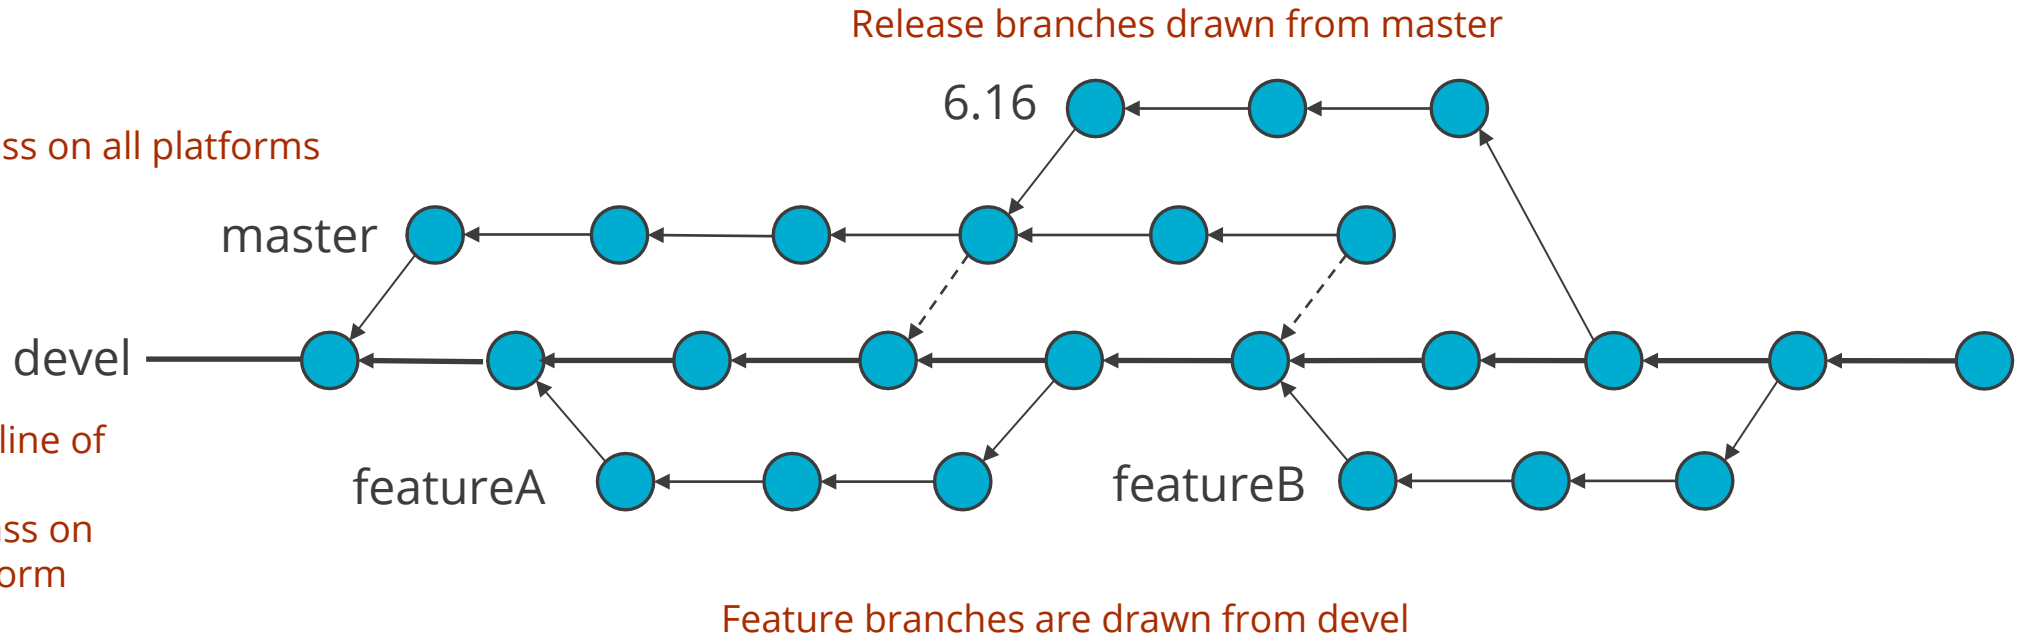 Release branches drawn from master
6.16
ss on all platforms
master
devel
line of
featureA
featureB
ss on
orm
Feature branches are drawn from devel